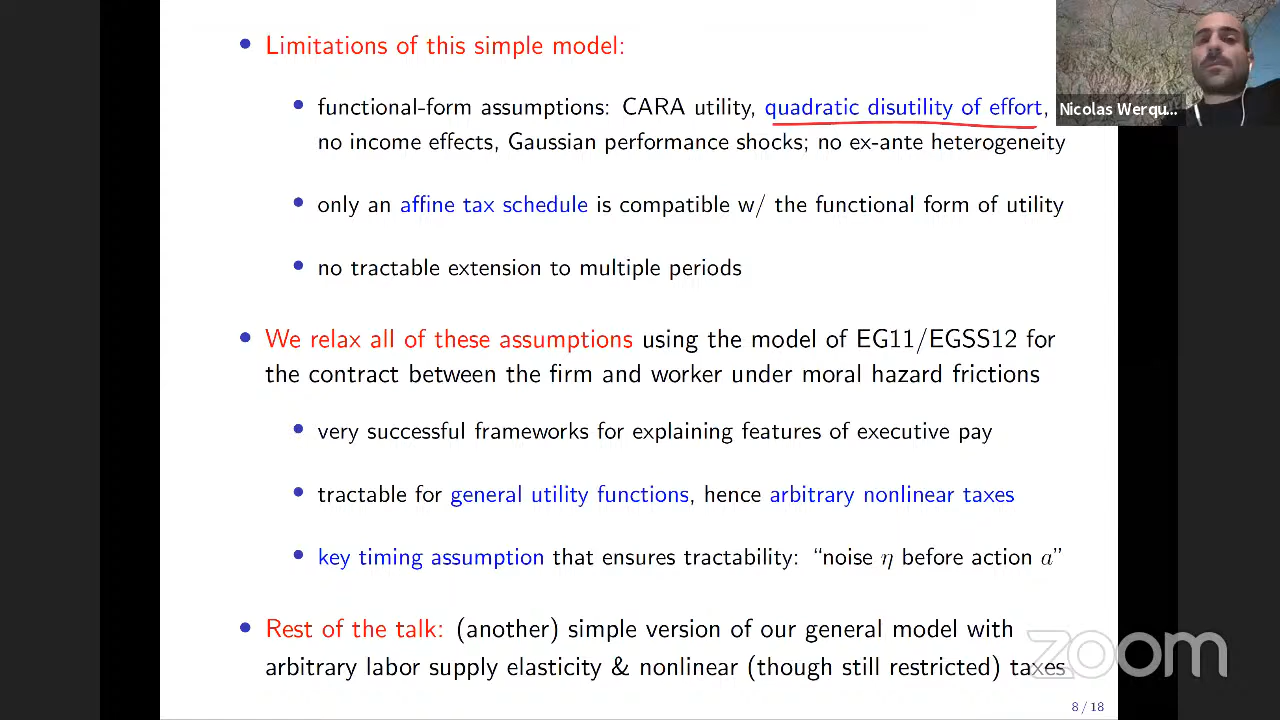 • Limitations of this simple model:
• functional-form assumptions: CARA utility, quadratic disutility of effort,
no income effects, Gaussian performance shocks; no ex-ante heterogeneity
• only an affine tax schedule is compatible w/ the functional form of utility
• no tractable extension to multiple periods
• We relax all of these assumptions using the model of EG11/EGSS12 for
the contract between the firm and worker under moral hazard frictions
• very successful frameworks for explaining features of executive pay
• tractable for general utility functions, hence arbitrary nonlinear taxes
• key timing assumption that ensures tractability: “noise η before action a”
• Rest of the talk: (another) simple version of our general model with
arbitrary labor supply elasticity & nonlinear (though still restricted) taxes
8 / 18
Nicolas Werqu...
zoom